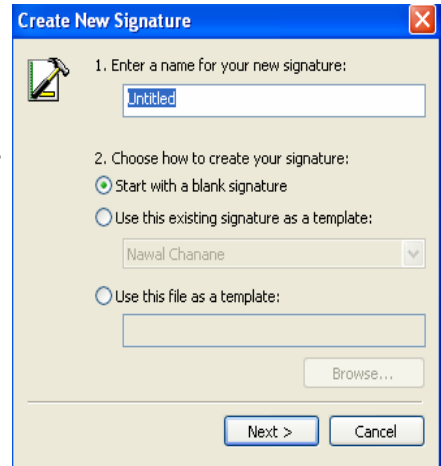 Create New Signature
1. Enter a name for your new signature:
Untitled
2. Choose how to create your signature:
Start with a blank signature
Use this existing signature as a template:
Nawal Chanane
Use this file as a template:
Browse...
Next > Cancel